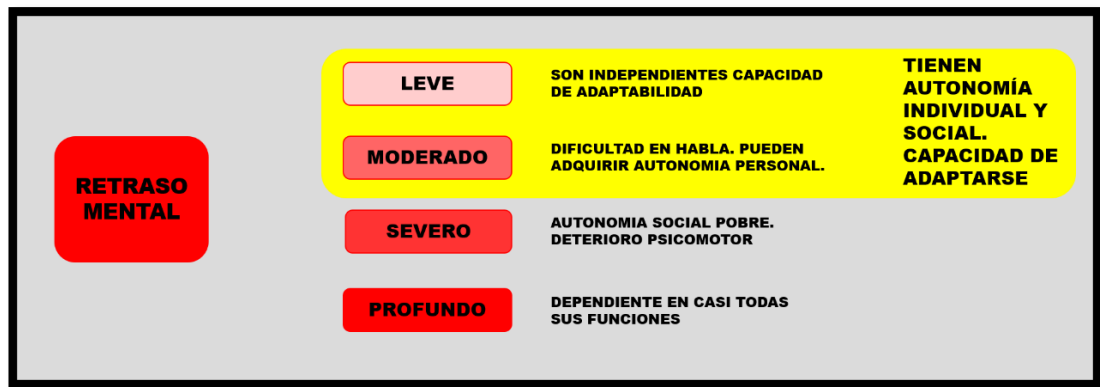 RETRASO
MENTAL
LEVE
SON INDEPENDIENTES CAPACIDAD
DE ADAPTABILIDAD
MODERADO
DIFICULTAD EN HABLA. PUEDEN
ADQUIRIR AUTONOMIA PERSONAL.
TIENEN
AUTONOMÍA
INDIVIDUAL Y
SOCIAL.
CAPACIDAD DE
ADAPTARSE
SEVERO
AUTONOMIA SOCIAL POBRE.
DETERIORO PSICOMOTOR
PROFUNDO
DEPENDIENTE EN CASI TODAS
SUS FUNCIONES